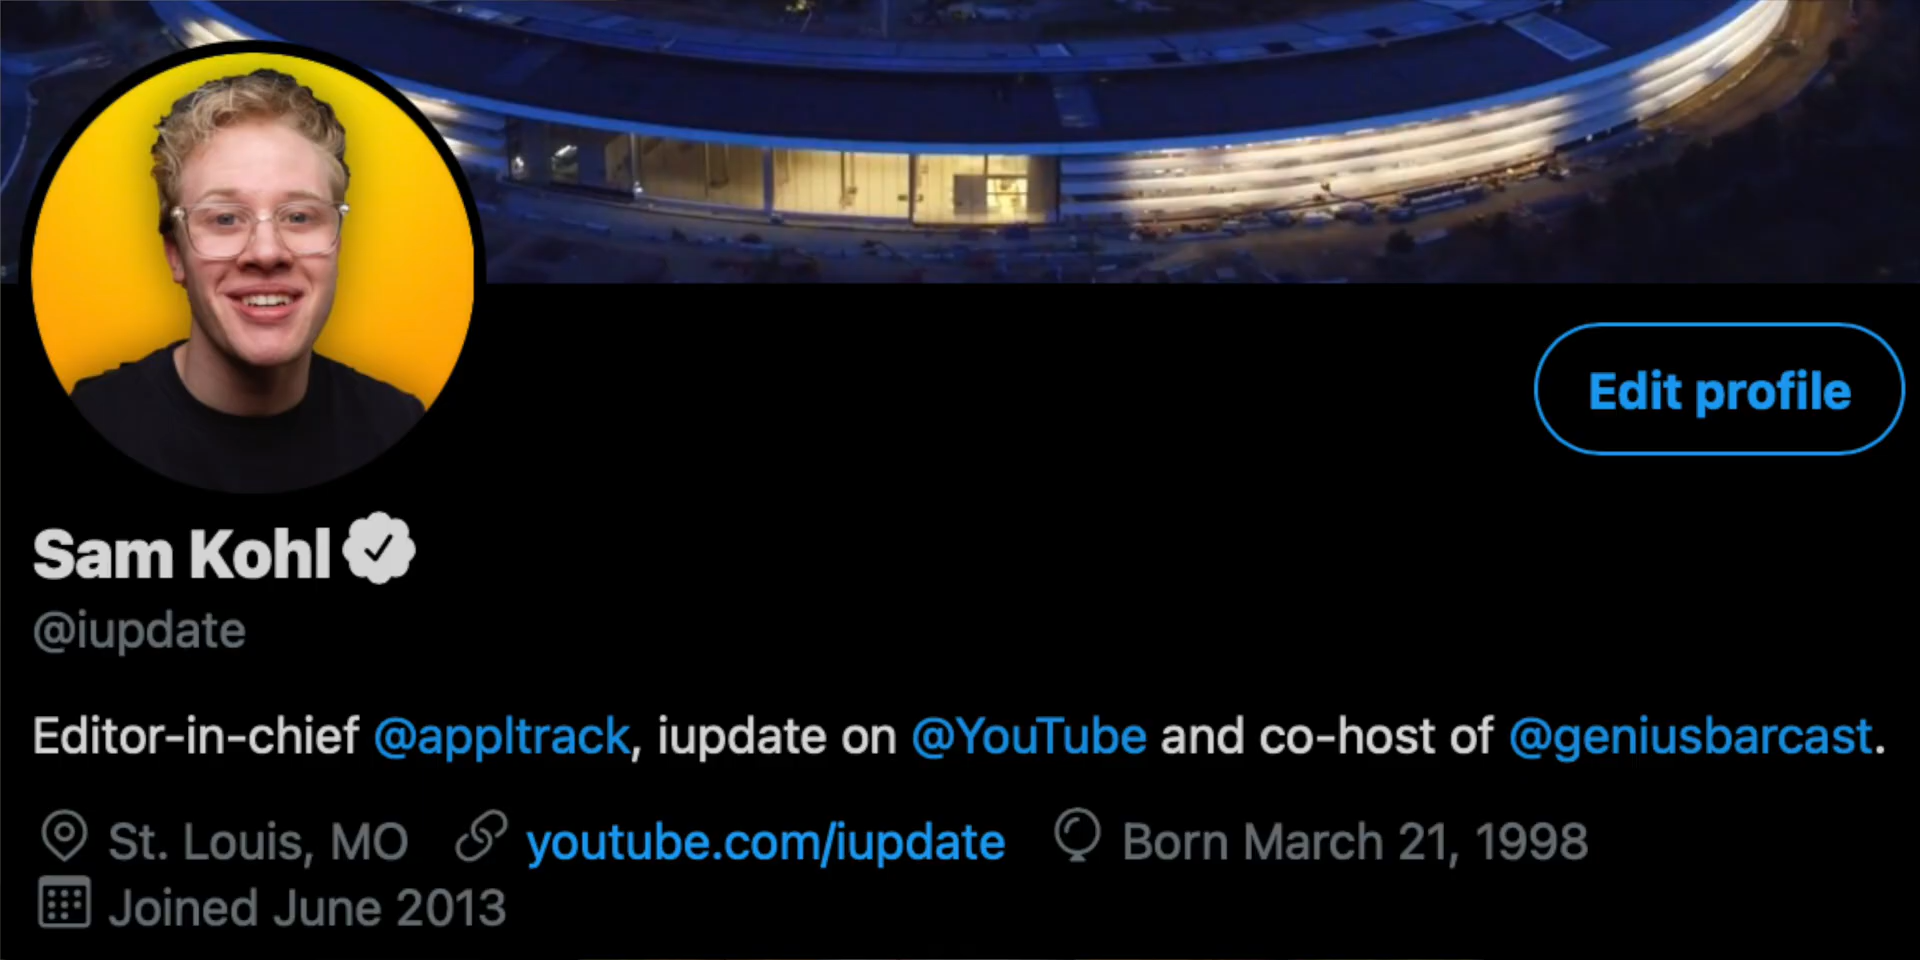 Edit profile
Sam Kohl
@iupdate
Editor-in-chief @appltrack, iupdate on @YouTube and co-host of @geniusbarcast.
St. Louis, MO youtube.com/iupdate Born March 21, 1998
Joined June 2013